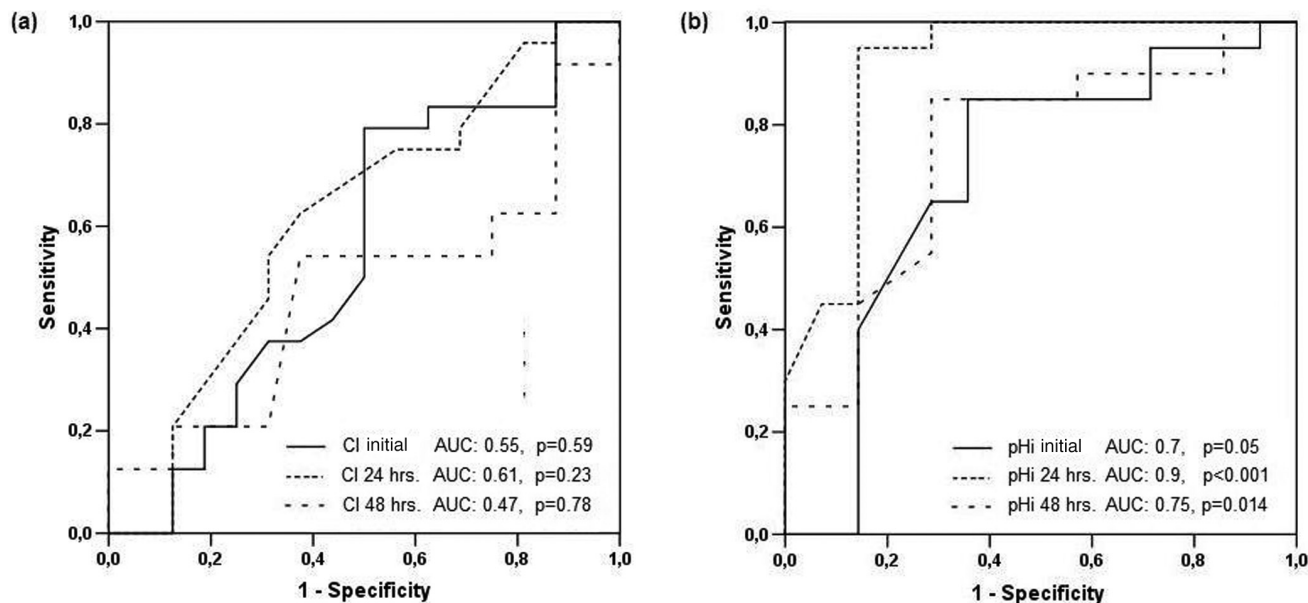 (a)
1,0
0,8
0,6
0,4
0,2
0,0
Sensitivity
CI initial AUC: 0.55, p=0.59
CI 24 hrs. AUC: 0.61, p=0.23
CI 48 hrs. AUC: 0.47, p=0.78
0,0 0,2 0,4 0,6 0,8 1,0
1 - Specificity
(b)
1,0
0,8
0,6
0,4
0,2
0,0
Sensitivity
pHi initial AUC: 0.7, p=0.05
pHi 24 hrs. AUC: 0.9, p<0.001
pHi 48 hrs. AUC: 0.75, p=0.014
0,0 0,2 0,4 0,6 0,8 1,0
1 - Specificity